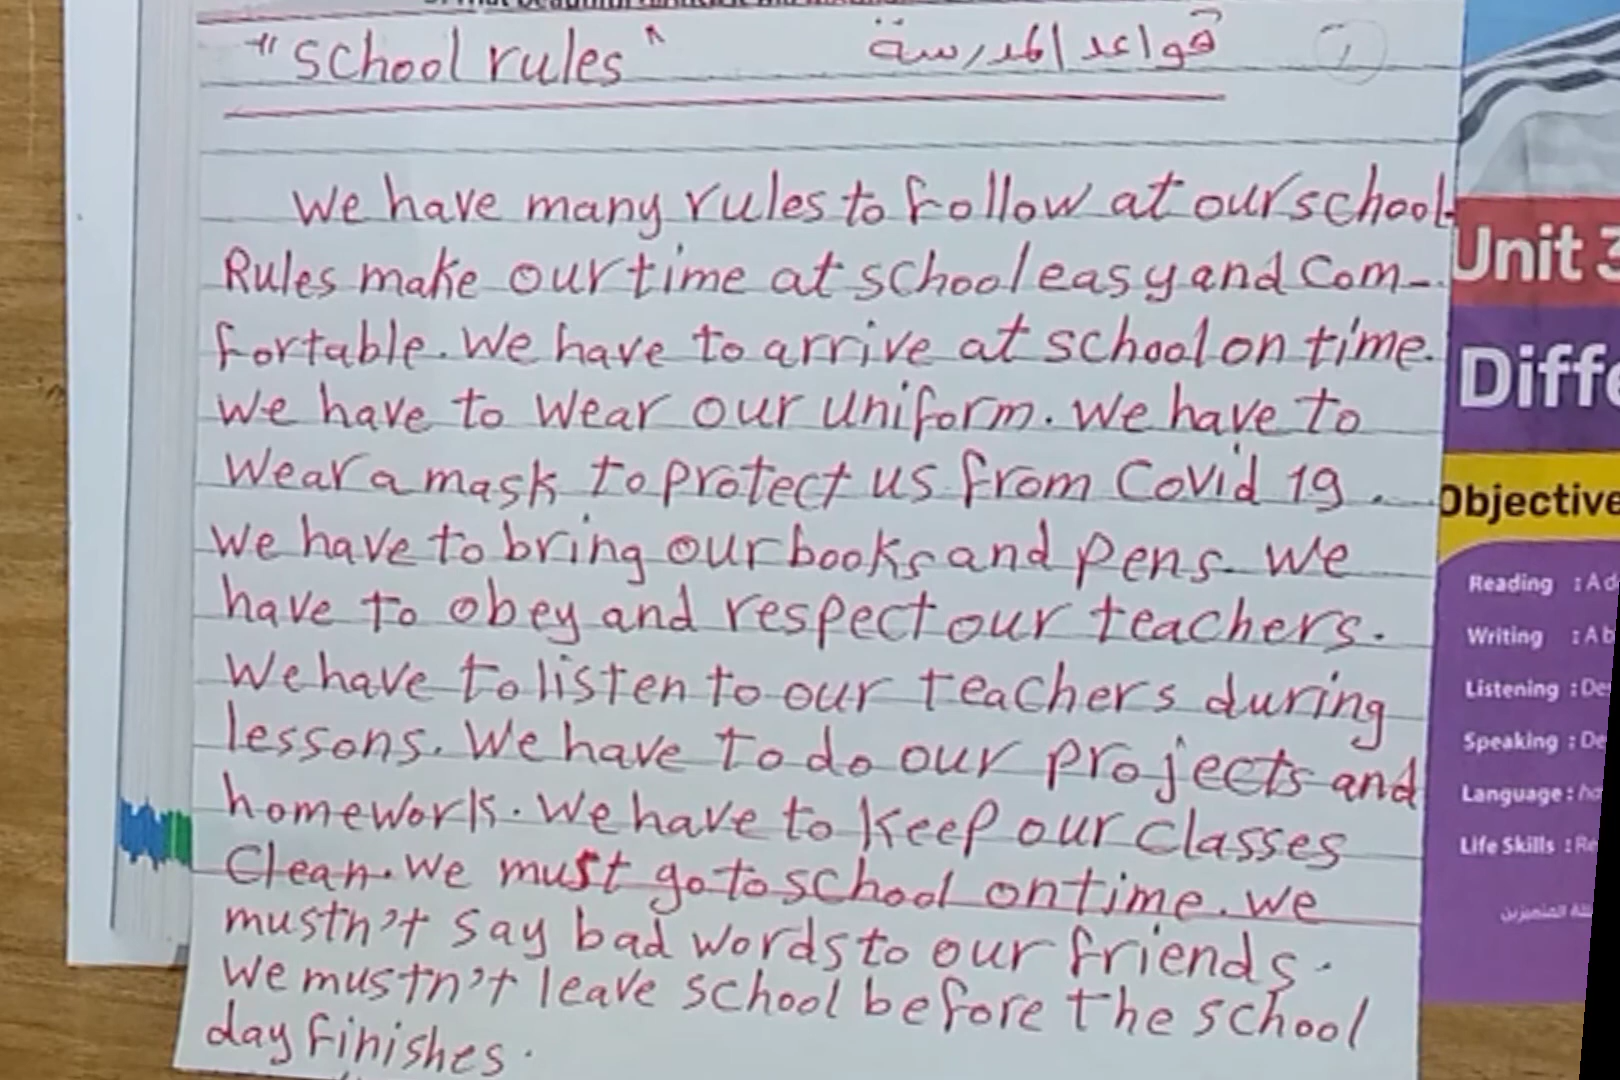 "school rules" قواعد المدرسة
We have many rules to follow at our school.
Rules make our time at school easy and com-
fortable. We have to arrive at school on time.
We have to wear our uniform. We have to
wear a mask to protect us from Covid 19.
We have to bring our books and pens. We
have to obey and respect our teachers.
We have to listen to our teachers during
lessons. We have to do our projects and
homework. We have to keep our classes
clean. We must go to school on time. We
mustn't say bad words to our friends.
We mustn't leave school before the school
day finishes.
Unit 3
Objective
Reading :
Writing :
Listening :
Speaking :
Language :
Life Skills :